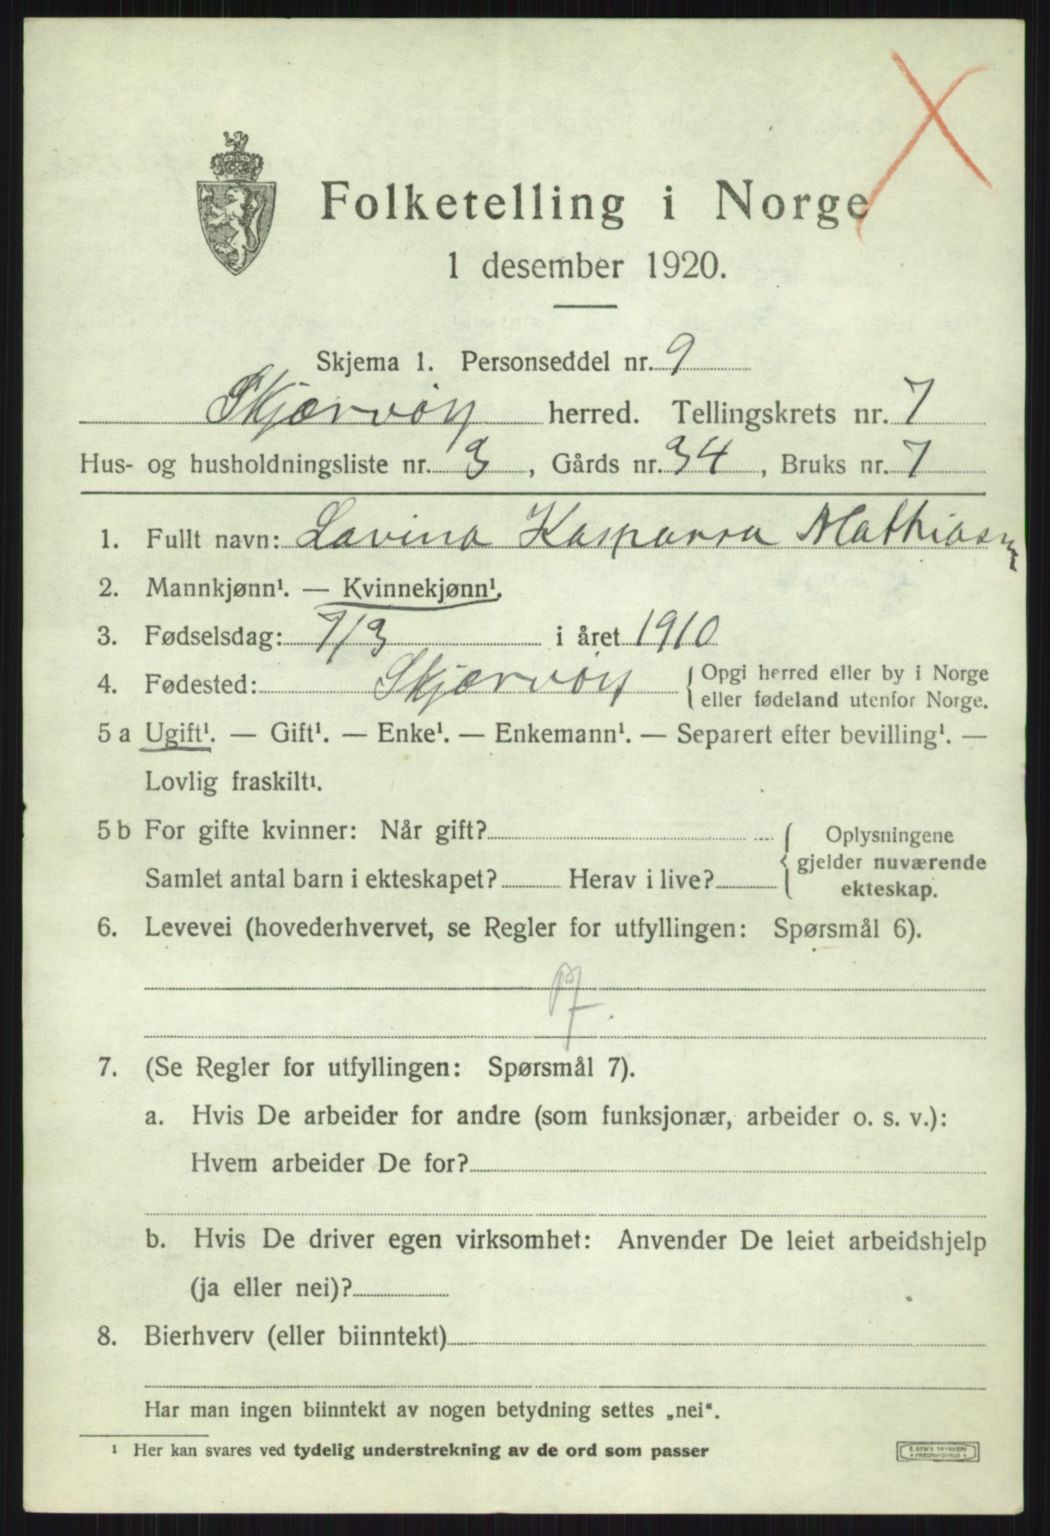 Folketelling i Norge
1 desember 1920.
Skjema 1. Personseddel nr. 9
Skjærvöy herred. Tellingskrets nr. 7
Hus- og husholdningsliste nr. 3, Gårds nr. 34, Bruks nr. 7
1. Fullt navn: Lavina Kasparra Mathiasn
2. Mannkjønn¹. — Kvinnekjønn¹.
3. Fødselsdag: 7/3 i året 1910
4. Fødested: Skjærvöy { Opgi herred eller by i Norge
eller fødeland utenfor Norge.
5 a Ugift¹. — Gift¹. — Enke¹. — Enkemann¹. — Separert efter bevilling¹. —
Lovlig fraskilt¹.
5 b For gifte kvinner: Når gift? { Oplysningene
gjelder nuværende
Samlet antal barn i ekteskapet? Herav i live? ekteskap.
6. Levevei (hovederhvervet, se Regler for utfyllingen: Spørsmål 6).
7. (Se Regler for utfyllingen: Spørsmål 7).
a. Hvis De arbeider for andre (som funksjonær, arbeider o. s. v.):
Hvem arbeider De for?
b. Hvis De driver egen virksomhet: Anvender De leiet arbeidshjelp
(ja eller nei)?
8. Bierhverv (eller biinntekt)
Har man ingen biinntekt av nogen betydning settes „nei“.
¹ Her kan svares ved tydelig understrekning av de ord som passer